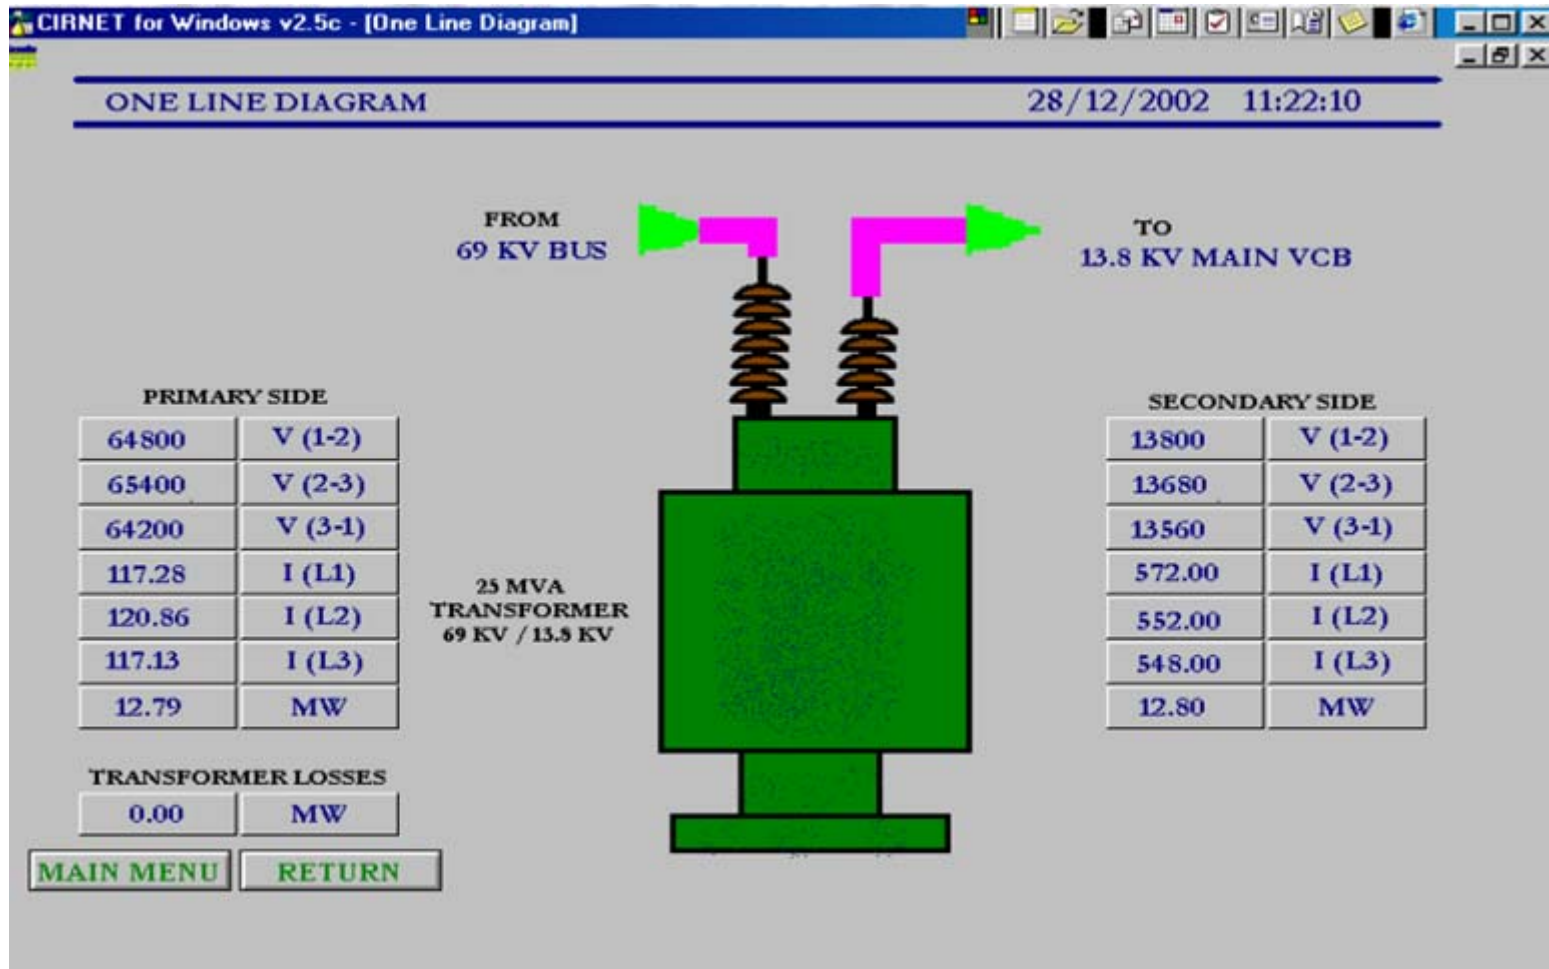 CIRNET for Windows v2.5c - [One Line Diagram]
ONE LINE DIAGRAM 28/12/2002 11:22:10
FROM
69 KV BUS
TO
13.8 KV MAIN VCB
PRIMARY SIDE
64800 V (1-2)
65400 V (2-3)
64200 V (3-1)
117.28 I (L1)
120.86 I (L2)
117.13 I (L3)
12.79 MW
TRANSFORMER LOSSES
0.00 MW
MAIN MENU RETURN
25 MVA
TRANSFORMER
69 KV / 13.8 KV
SECONDARY SIDE
13800 V (1-2)
13680 V (2-3)
13560 V (3-1)
572.00 I (L1)
552.00 I (L2)
548.00 I (L3)
12.80 MW